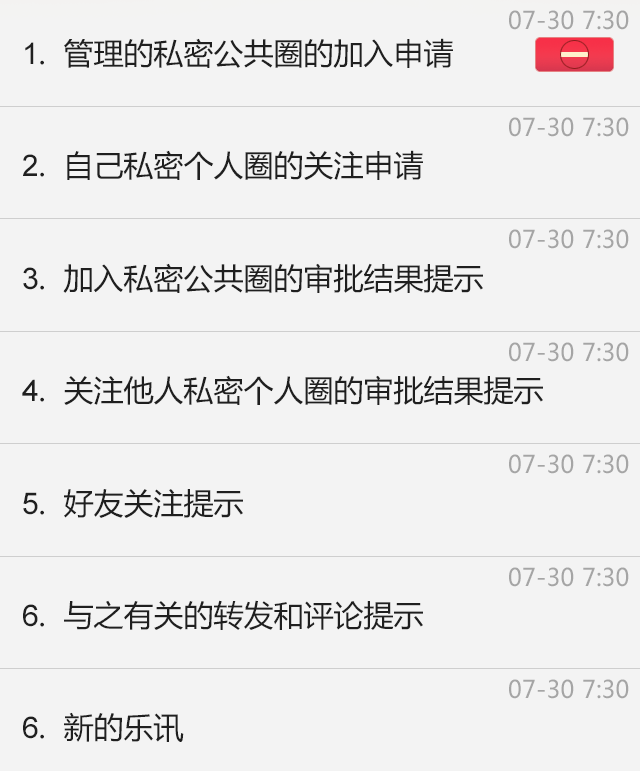 07-30 7:30
1. 管理的私密公共圈的加入申请
07-30 7:30
2. 自己私密个人圈的关注申请
07-30 7:30
3. 加入私密公共圈的审批结果提示
07-30 7:30
4. 关注他人私密个人圈的审批结果提示
07-30 7:30
5. 好友关注提示
07-30 7:30
6. 与之有关的转发和评论提示
07-30 7:30
6. 新的乐讯